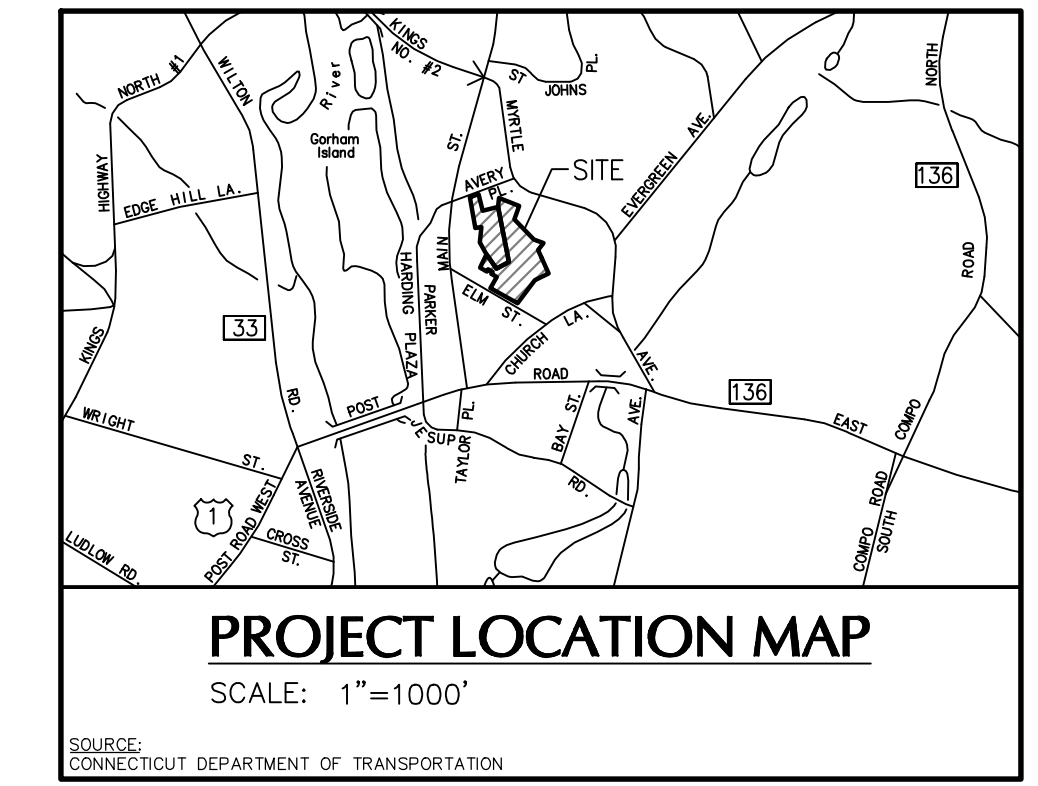 KINGS
NO. #2
NORTH #1
WILTON
River
ST
JOHNS
PL.
NORTH
Gorham
Island
ST.
MYRTLE
AVE.
EVERGREEN
SITE
136
HIGHWAY
EDGE HILL LA.
AVERY
PL.
MAIN
HARDING
PLAZA
PARKER
ROAD
33
ELM ST.
CHURCH
LA.
KINGS
AVE.
RD.
POST
ROAD
136
WRIGHT
ST.
JESUP
PL.
TAYLOR
BAY ST.
AVE.
EAST
COMPO
RD.
1
POST ROAD WEST
RIVERSIDE
AVENUE
CROSS
ST.
LUDLOW RD.
COMPO ROAD
SOUTH
PROJECT LOCATION MAP
SCALE: 1"=1000'
SOURCE:
CONNECTICUT DEPARTMENT OF TRANSPORTATION